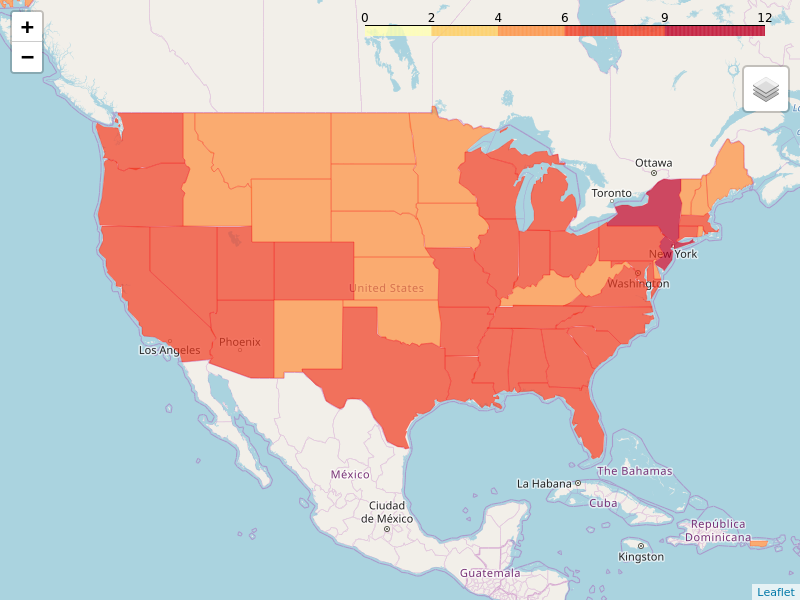 +
−
0 2 4 6 9 12
Ottawa
Toronto
New York
Washington
United States
Phoenix
Los Angeles
México
Ciudad
de México
La Habana
The Bahamas
Cuba
República
Dominicana
Kingston
Guatemala
Leaflet